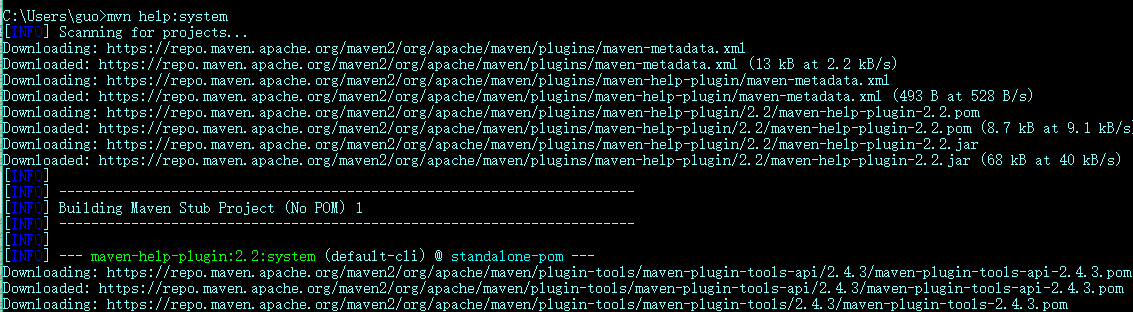 C:\Users\guo>mvn help:system
[INFO] Scanning for projects...
Downloading: https://repo.maven.apache.org/maven2/org/apache/maven/plugins/maven-metadata.xml
Downloaded: https://repo.maven.apache.org/maven2/org/apache/maven/plugins/maven-metadata.xml (13 kB at 2.2 kB/s)
Downloading: https://repo.maven.apache.org/maven2/org/apache/maven/plugins/maven-help-plugin/maven-metadata.xml
Downloaded: https://repo.maven.apache.org/maven2/org/apache/maven/plugins/maven-help-plugin/maven-metadata.xml (493 B at 528 B/s)
Downloading: https://repo.maven.apache.org/maven2/org/apache/maven/plugins/maven-help-plugin/2.2/maven-help-plugin-2.2.pom
Downloaded: https://repo.maven.apache.org/maven2/org/apache/maven/plugins/maven-help-plugin/2.2/maven-help-plugin-2.2.pom (8.7 kB at 9.1 kB/s
Downloading: https://repo.maven.apache.org/maven2/org/apache/maven/plugins/maven-help-plugin/2.2/maven-help-plugin-2.2.jar
Downloaded: https://repo.maven.apache.org/maven2/org/apache/maven/plugins/maven-help-plugin/2.2/maven-help-plugin-2.2.jar (68 kB at 40 kB/s)
[INFO]
[INFO] ------------------------------------------------------------------------
[INFO] Building Maven Stub Project (No POM) 1
[INFO] ------------------------------------------------------------------------
[INFO]
[INFO] --- maven-help-plugin:2.2:system (default-cli) @ standalone-pom ---
Downloading: https://repo.maven.apache.org/maven2/org/apache/maven/plugin-tools/maven-plugin-tools-api/2.4.3/maven-plugin-tools-api-2.4.3.pom
Downloaded: https://repo.maven.apache.org/maven2/org/apache/maven/plugin-tools/maven-plugin-tools-api/2.4.3/maven-plugin-tools-api-2.4.3.pom
Downloading: https://repo.maven.apache.org/maven2/org/apache/maven/plugin-tools/maven-plugin-tools/2.4.3/maven-plugin-tools-2.4.3.pom